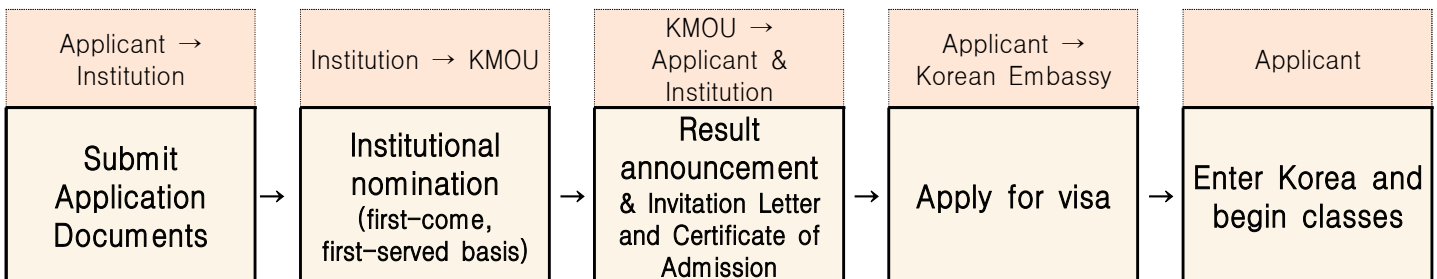 Applicant →
Institution
Submit
Application
Documents
→
Institution → KMOU
Institutional
nomination
(first-come,
first-served basis)
→
KMOU →
Applicant &
Institution
Result
announcement
& Invitation Letter
and Certificate of
Admission
→
Applicant →
Korean Embassy
Apply for visa
→
Applicant
Enter Korea and
begin classes